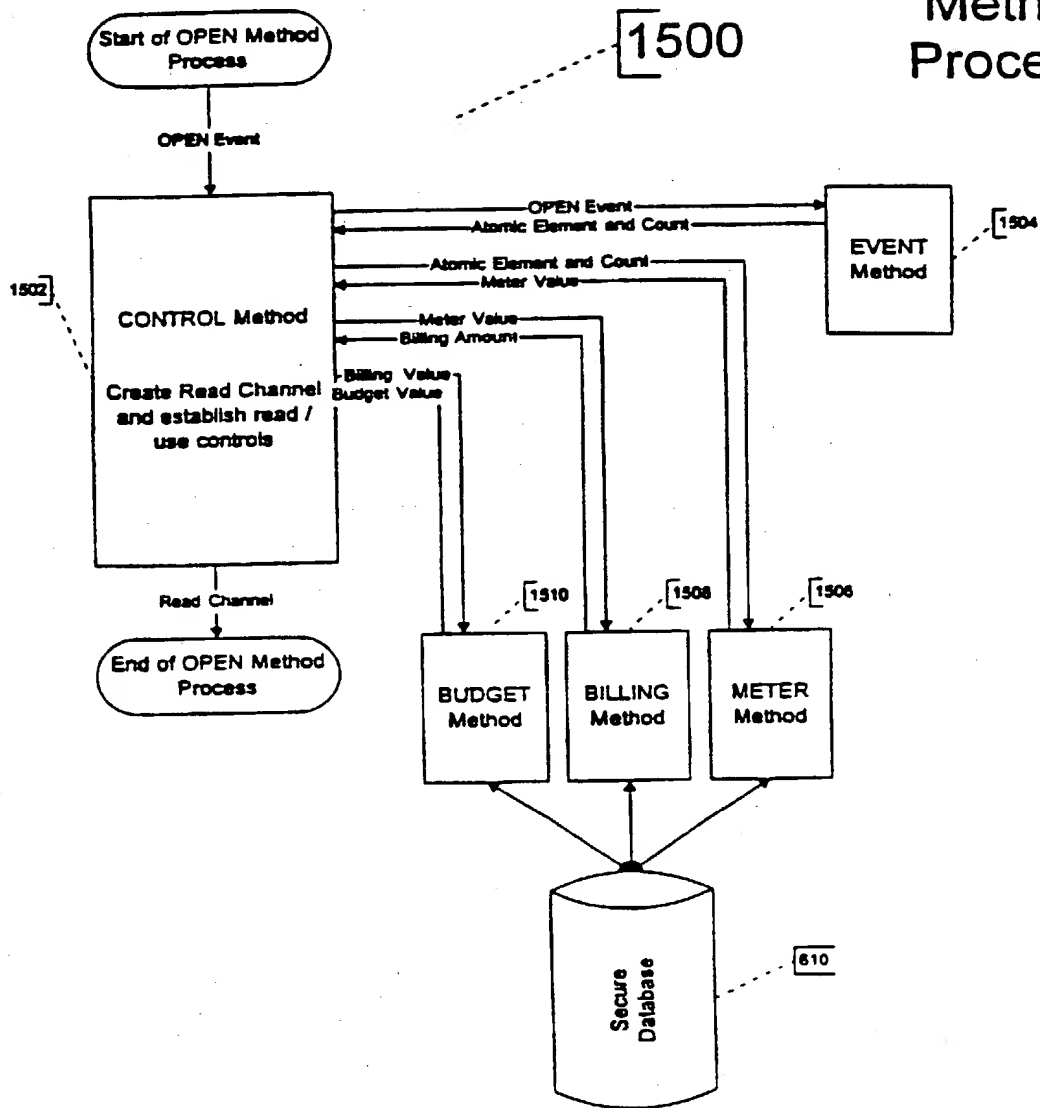 Start of OPEN Method
Process
1500
OPEN Event
OPEN Event
Atomic Element and Count
EVENT
Method
1504
1502
CONTROL Method
Create Read Channel
and establish read /
use controls
Atomic Element and Count
Meter Value
Meter Value
Billing Amount
Billing Value
Budget Value
Read Channel
End of OPEN Method
Process
1510
1508
1506
BUDGET
Method
BILLING
Method
METER
Method
Secure
Database
610